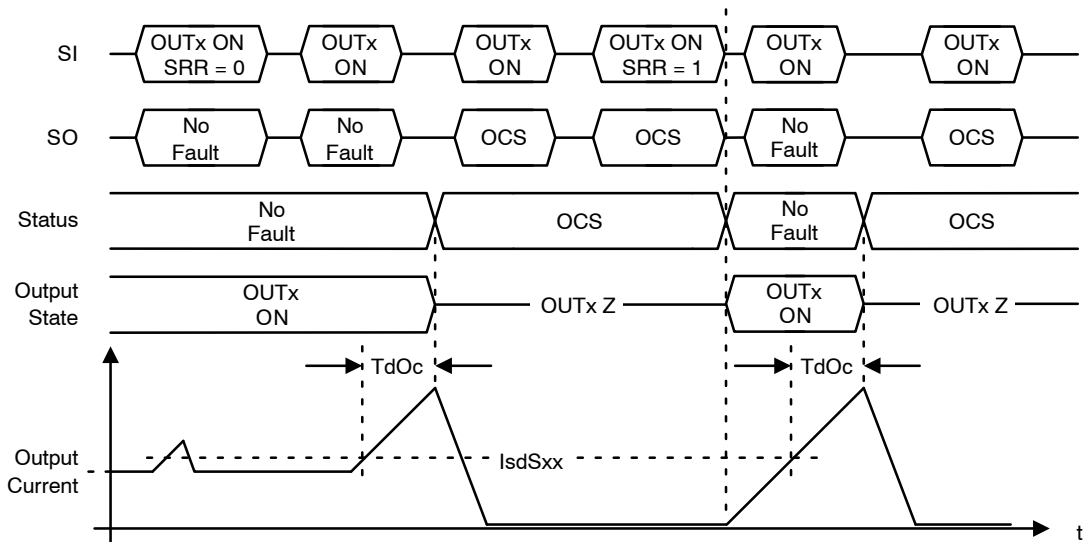 SI
OUTx ON
SRR = 0
OUTx
ON
OUTx
ON
OUTx ON
SRR = 1
OUTx
ON
OUTx
ON
SO
No
Fault
No
Fault
OCS
OCS
No
Fault
OCS
Status
No
Fault
OCS
No
Fault
OCS
Output
State
OUTx
ON
OUTx Z
OUTx
ON
OUTx Z
TdOc
TdOc
Output
Current
IsdSxx
t